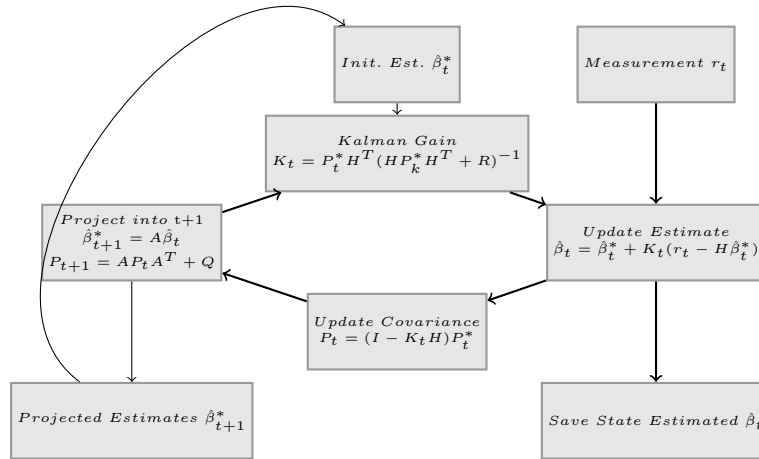 Init. Est. β̂*_t
Measurement r_t
Kalman Gain
K_t = P*_t H^T (H P*_k H^T + R)^{-1}
Project into t+1
β̂*_{t+1} = Aβ̂_t
P_{t+1} = AP_t A^T + Q
Update Estimate
β̂_t = β̂*_t + K_t(r_t − Hβ̂*_t)
Update Covariance
P_t = (I − K_t H)P*_t
Projected Estimates β̂*_{t+1}
Save State Estimated β̂_t